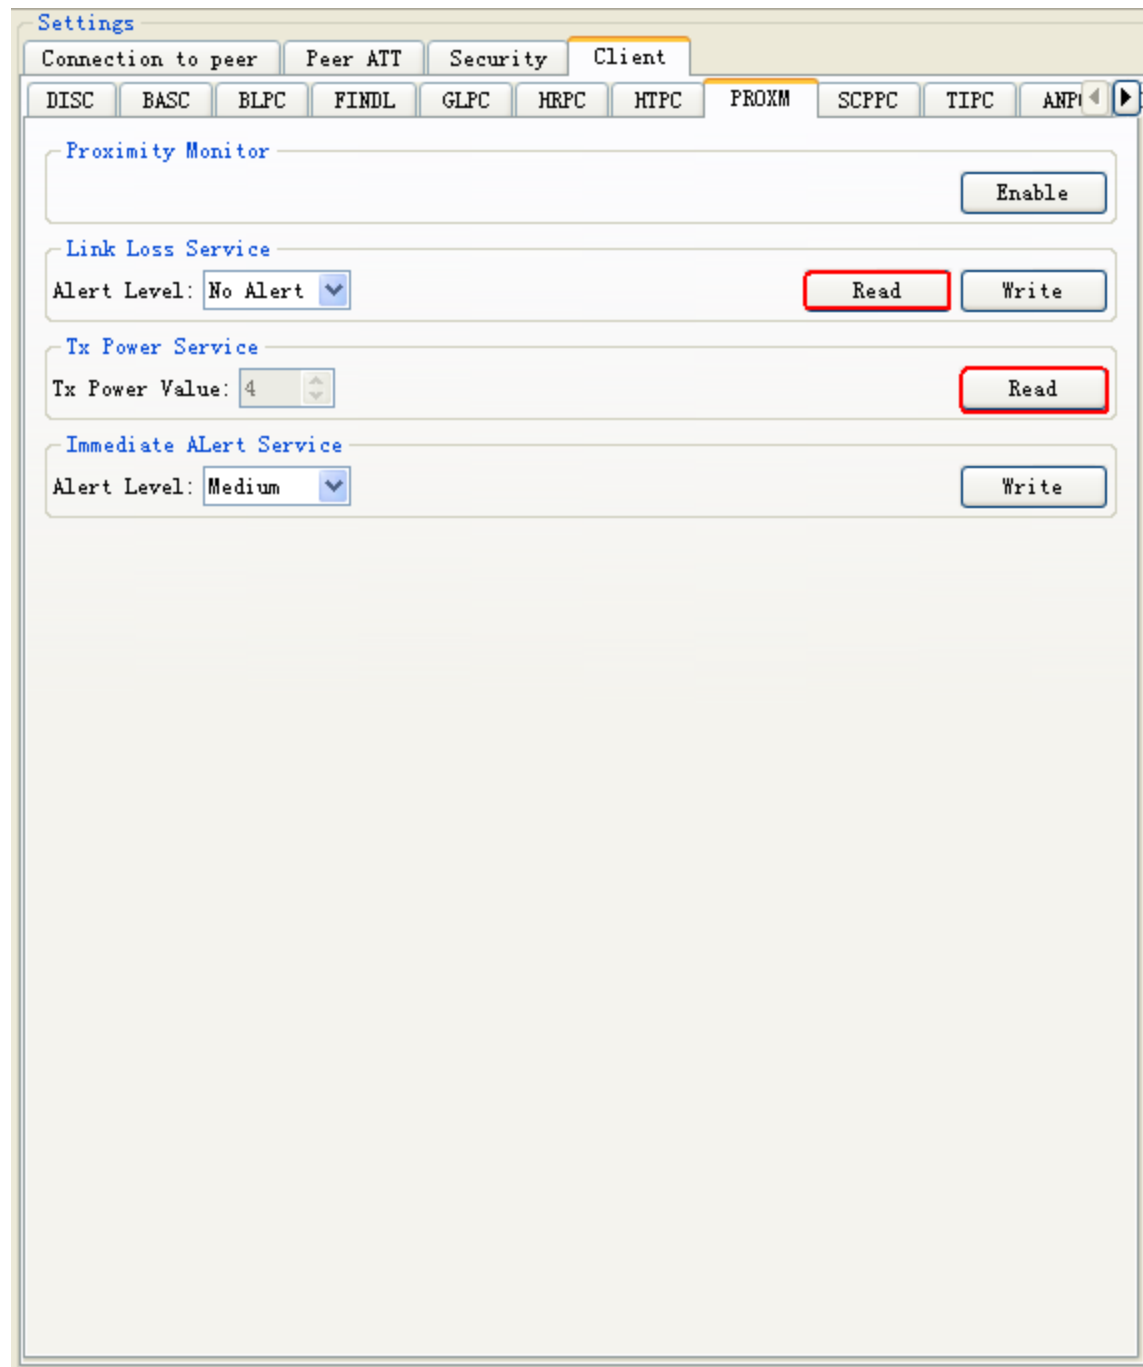 Settings
Connection to peer Peer ATT Security Client
DISC BASC BLPC FINDL GLPC HRPC HTPC PROXM SCPPC TIPC
Proximity Monitor
Enable
Link Loss Service
Alert Level: No Alert Read Write
Tx Power Service
Tx Power Value: 4 Read
Immediate ALert Service
Alert Level: Medium Write